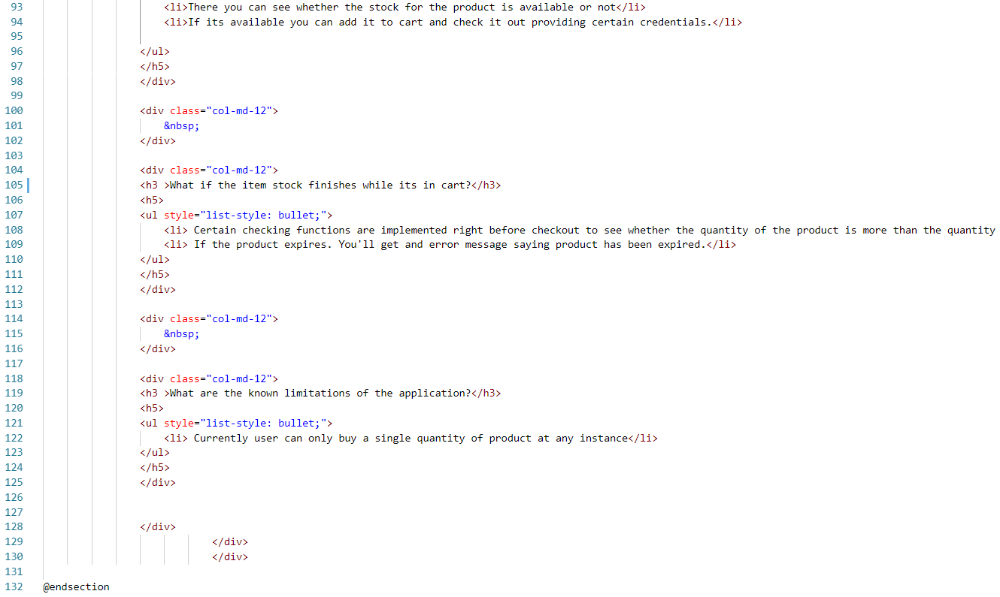 93 <li>There you can see whether the stock for the product is available or not</li>
94 <li>If its available you can add it to cart and check it out providing certain credentials.</li>
95
96 </ul>
97 </h5>
98 </div>
99
100 <div class="col-md-12">
101 &nbsp;
102 </div>
103
104 <div class="col-md-12">
105 <h3 >What if the item stock finishes while its in cart?</h3>
106 <h5>
107 <ul style="list-style: bullet;">
108 <li> Certain checking functions are implemented right before checkout to see whether the quantity of the product is more than the quantity
109 <li> If the product expires. You'll get and error message saying product has been expired.</li>
110 </ul>
111 </h5>
112 </div>
113
114 <div class="col-md-12">
115 &nbsp;
116 </div>
117
118 <div class="col-md-12">
119 <h3 >What are the known limitations of the application?</h3>
120 <h5>
121 <ul style="list-style: bullet;">
122 <li> Currently user can only buy a single quantity of product at any instance</li>
123 </ul>
124 </h5>
125 </div>
126
127
128 </div>
129 </div>
130 </div>
131
132 @endsection